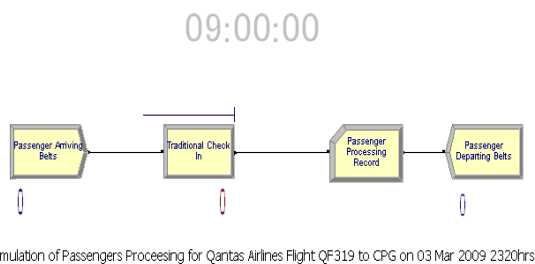 09:00:00
Passenger Arriving
Belts
Traditional Check
In
Passenger
Processing
Record
Passenger
Departing Belts
0
0
0
mulation of Passengers Proceesing for Qantas Airlines Flight QF319 to CPG on 03 Mar 2009 2320hrs